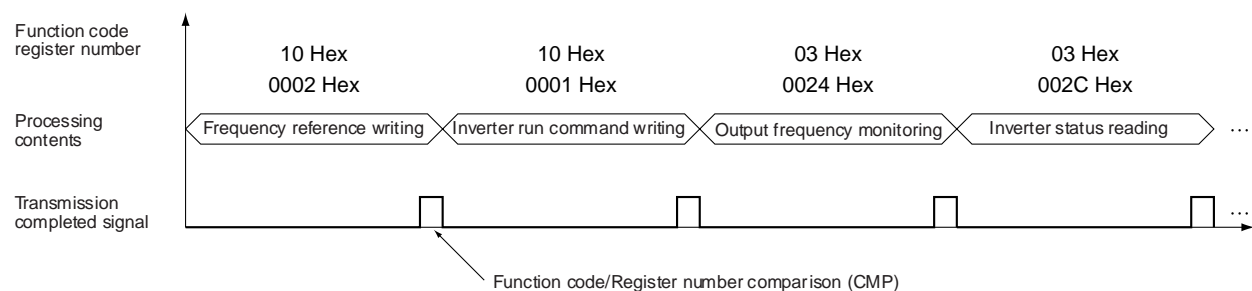 Function code
register number
10 Hex 10 Hex 03 Hex 03 Hex
0002 Hex 0001 Hex 0024 Hex 002C Hex
Processing
contents
Frequency reference writing Inverter run command writing Output frequency monitoring Inverter status reading ...
Transmission
completed signal
...
Function code/Register number comparison (CMP)